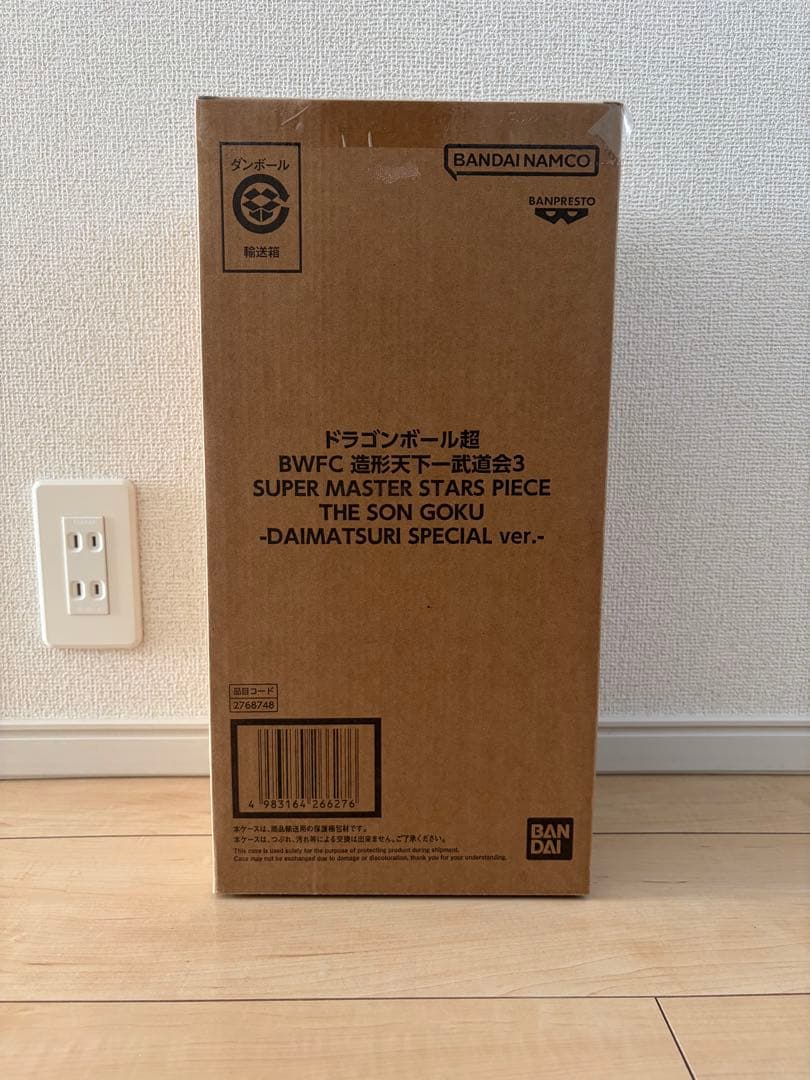 ダンボール
輸送箱
BANDAI NAMCO
BANPRESTO
ドラゴンボール超
BWFC 造形天下一武道会3
SUPER MASTER STARS PIECE
THE SON GOKU
-DAIMATSURI SPECIAL ver.-
品目コード
2768748
4 983164 266276
本ケースは、商品輸送用の保護梱包材です。
本ケースは、つぶれ、汚れ等による交換は出来ません。ご了承ください。
This case is used solely for the purpose of protecting product during shipment.
Case may not be exchanged due to damage or discoloration, thank you for your understanding.
BAN
DAI